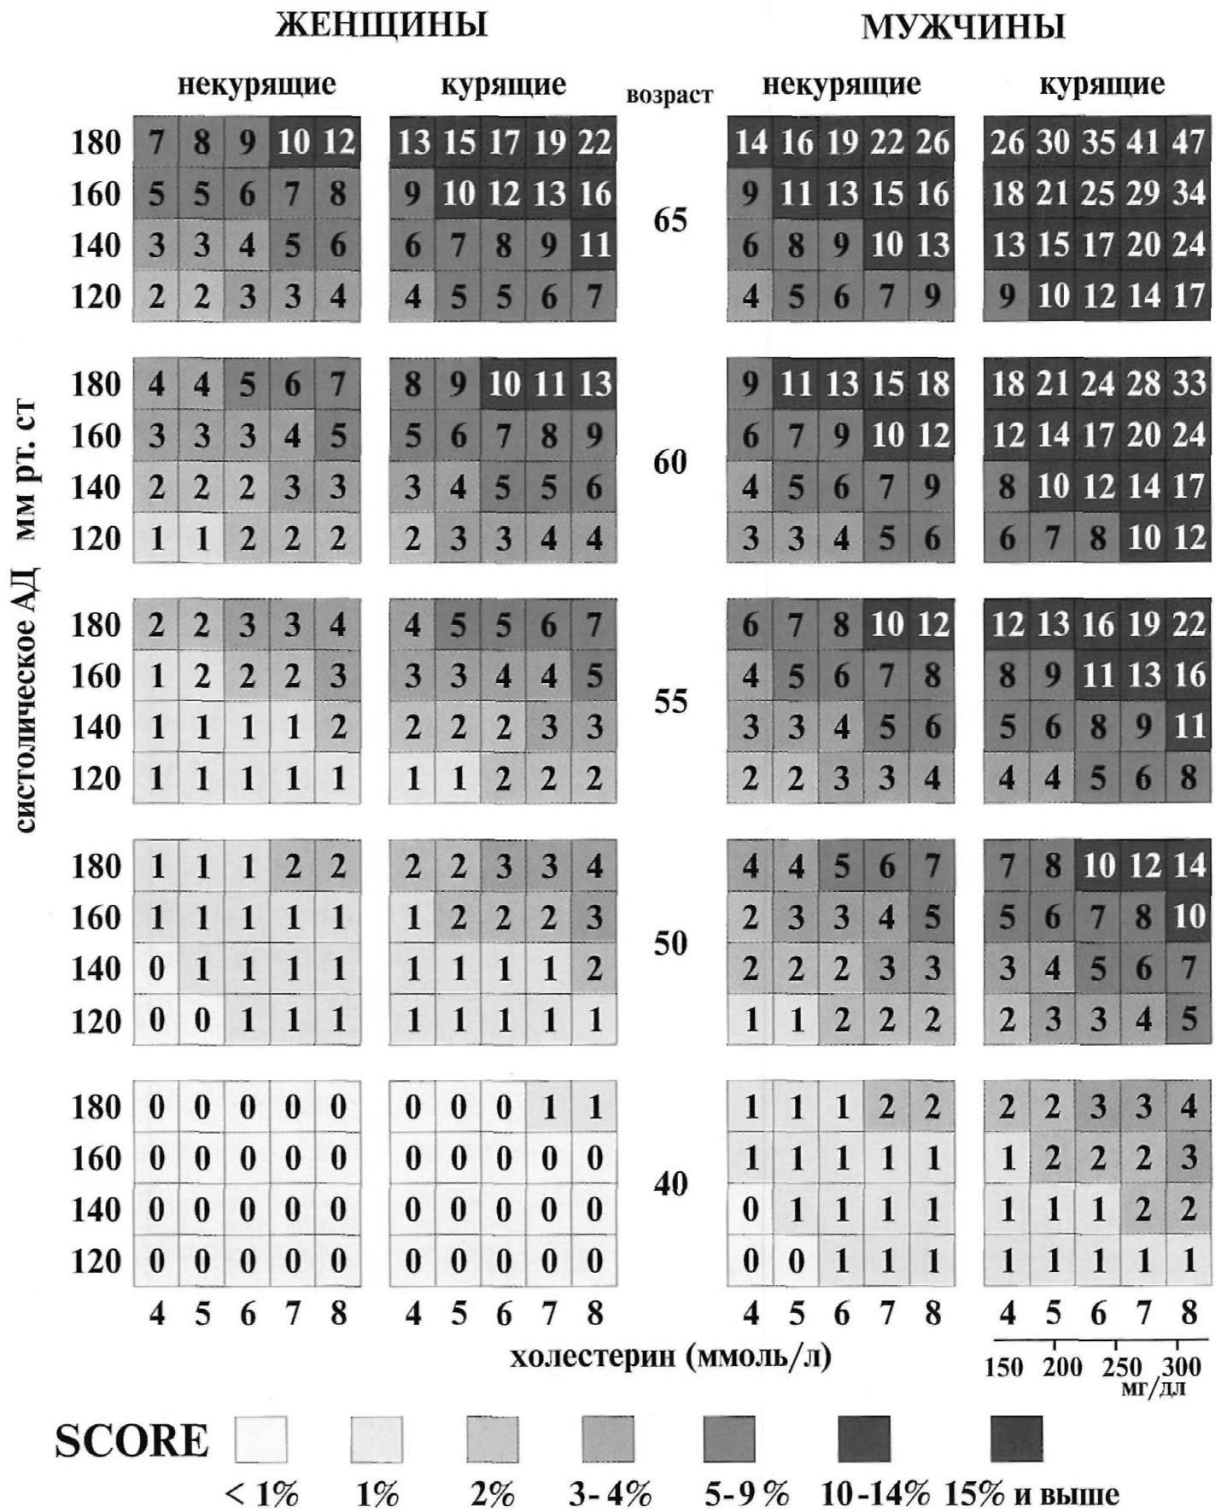 ЖЕНЩИНЫ МУЖЧИНЫ
некурящие курящие возраст некурящие курящие
180 7 8 9 10 12 13 15 17 19 22 14 16 19 22 26 26 30 35 41 47
160 5 5 6 7 8 9 10 12 13 16 9 11 13 15 16 18 21 25 29 34
65
140 3 3 4 5 6 6 7 8 9 11 6 8 9 10 13 13 15 17 20 24
120 2 2 3 3 4 4 5 5 6 7 4 5 6 7 9 9 10 12 14 17
180 4 4 5 6 7 8 9 10 11 13 9 11 13 15 18 18 21 24 28 33
160 3 3 3 4 5 5 6 7 8 9 6 7 9 10 12 12 14 17 20 24
60
140 2 2 2 3 3 3 4 5 5 6 4 5 6 7 9 8 10 12 14 17
120 1 1 2 2 2 2 3 3 4 4 3 3 4 5 6 6 7 8 10 12
систолическое АД мм рт. ст
180 2 2 3 3 4 4 5 5 6 7 6 7 8 10 12 12 13 16 19 22
160 1 2 2 2 3 3 3 4 4 5 4 5 6 7 8 8 9 11 13 16
55
140 1 1 1 1 2 2 2 2 3 3 3 3 4 5 6 5 6 8 9 11
120 1 1 1 1 1 1 1 2 2 2 2 2 3 3 4 4 4 5 6 8
180 1 1 1 2 2 2 2 3 3 4 4 4 5 6 7 7 8 10 12 14
160 1 1 1 1 1 1 2 2 2 3 2 3 3 4 5 5 6 7 8 10
50
140 0 1 1 1 1 1 1 1 1 2 2 2 2 3 3 3 4 5 6 7
120 0 0 1 1 1 1 1 1 1 1 1 1 2 2 2 2 3 3 4 5
180 0 0 0 0 0 0 0 0 1 1 1 1 1 2 2 2 2 3 3 4
160 0 0 0 0 0 0 0 0 0 0 1 1 1 1 1 1 2 2 2 3
40
140 0 0 0 0 0 0 0 0 0 0 0 1 1 1 1 1 1 1 2 2
120 0 0 0 0 0 0 0 0 0 0 0 0 1 1 1 1 1 1 1 1
4 5 6 7 8 4 5 6 7 8 4 5 6 7 8 4 5 6 7 8
холестерин (ммоль/л)
150 200 250 300
мг/дл
SCORE
< 1% 1% 2% 3-4% 5-9% 10-14% 15% и выше